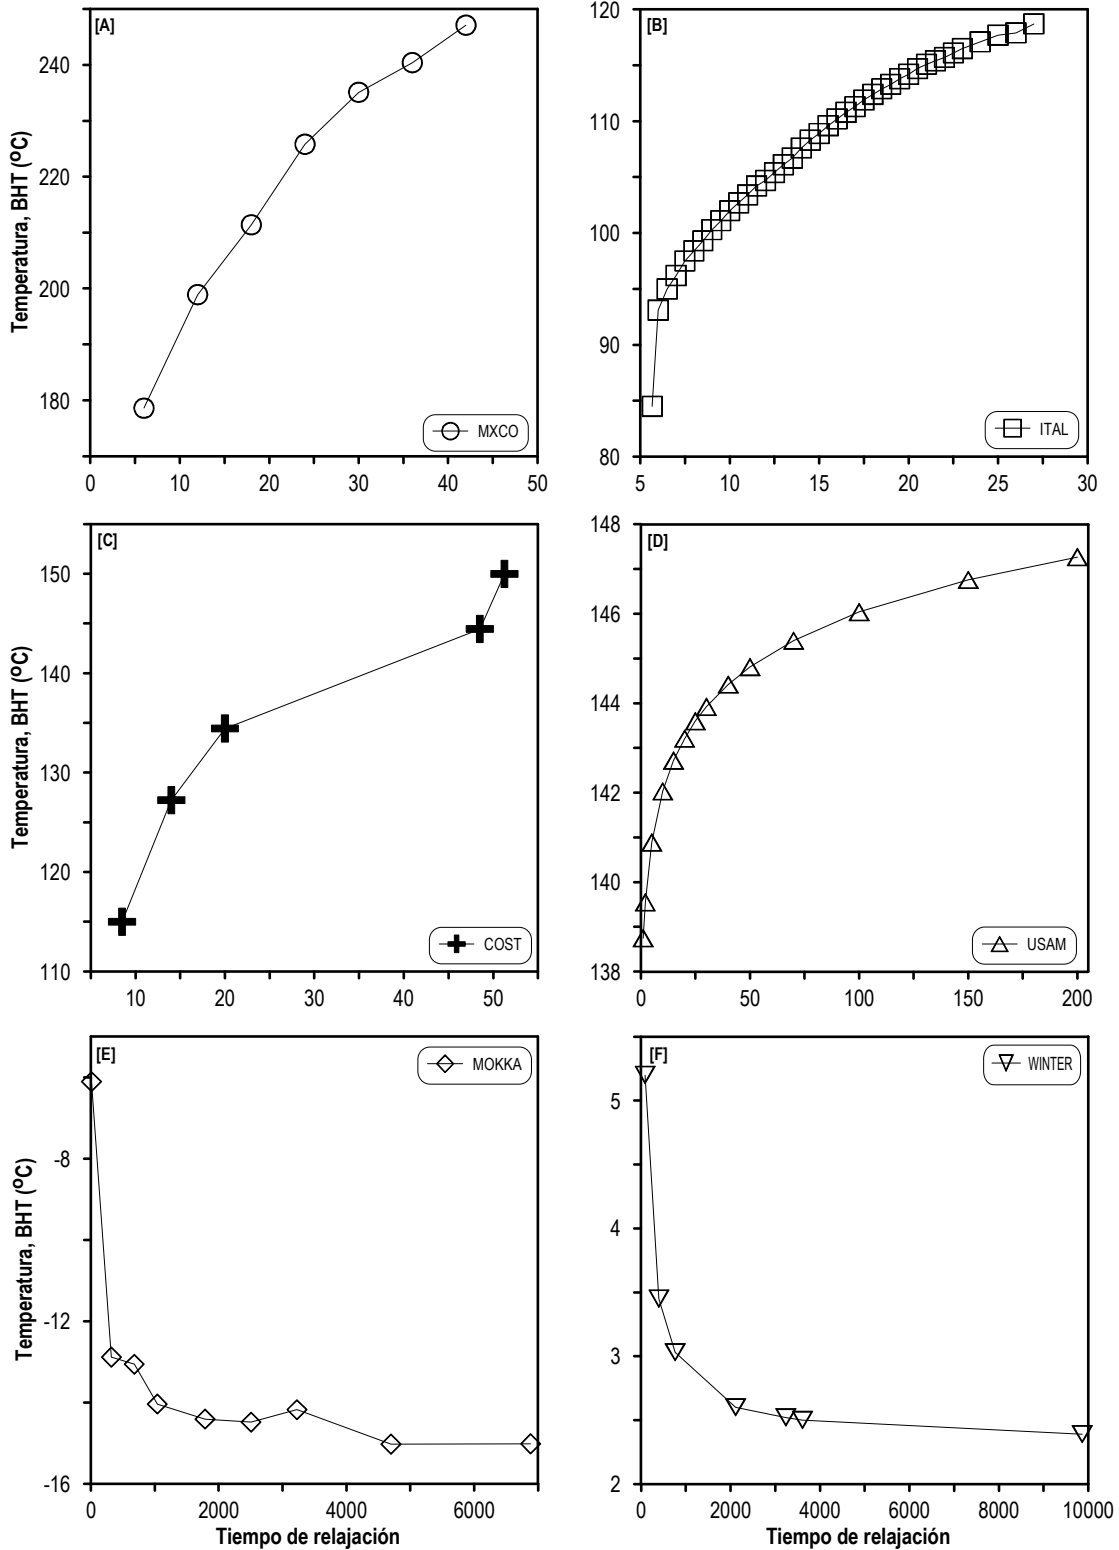 [A]
240
220
200
180
0 10 20 30 40 50
MXCO
Temperatura, BHT (ºC)
[B]
120
110
100
90
80
5 10 15 20 25 30
ITAL
[C]
150
140
130
120
110
10 20 30 40 50
COST
Temperatura, BHT (ºC)
[D]
148
146
144
142
140
138
0 50 100 150 200
USAM
[E]
MOKKA
-8
-12
-16
0 2000 4000 6000
Temperatura, BHT (ºC)
Tiempo de relajación
[F]
WINTER
5
4
3
2
0 2000 4000 6000 8000 10000
Tiempo de relajación